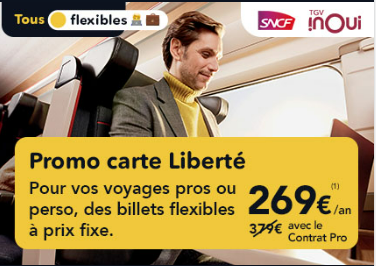 Tous flexibles
SNCF TGV INOUI
Promo carte Liberté
Pour vos voyages pros ou
perso, des billets flexibles
à prix fixe.
269€/an (1)
379€ avec le
Contrat Pro